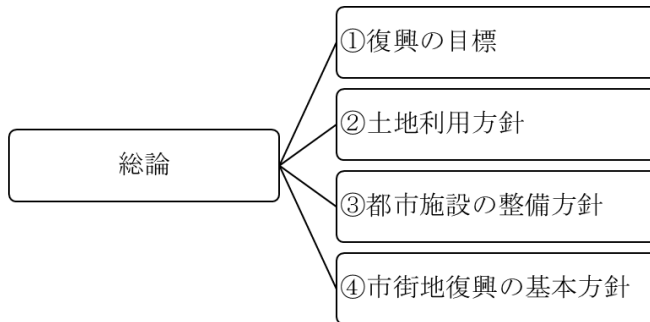 総論
①復興の目標
②土地利用方針
③都市施設の整備方針
④市街地復興の基本方針